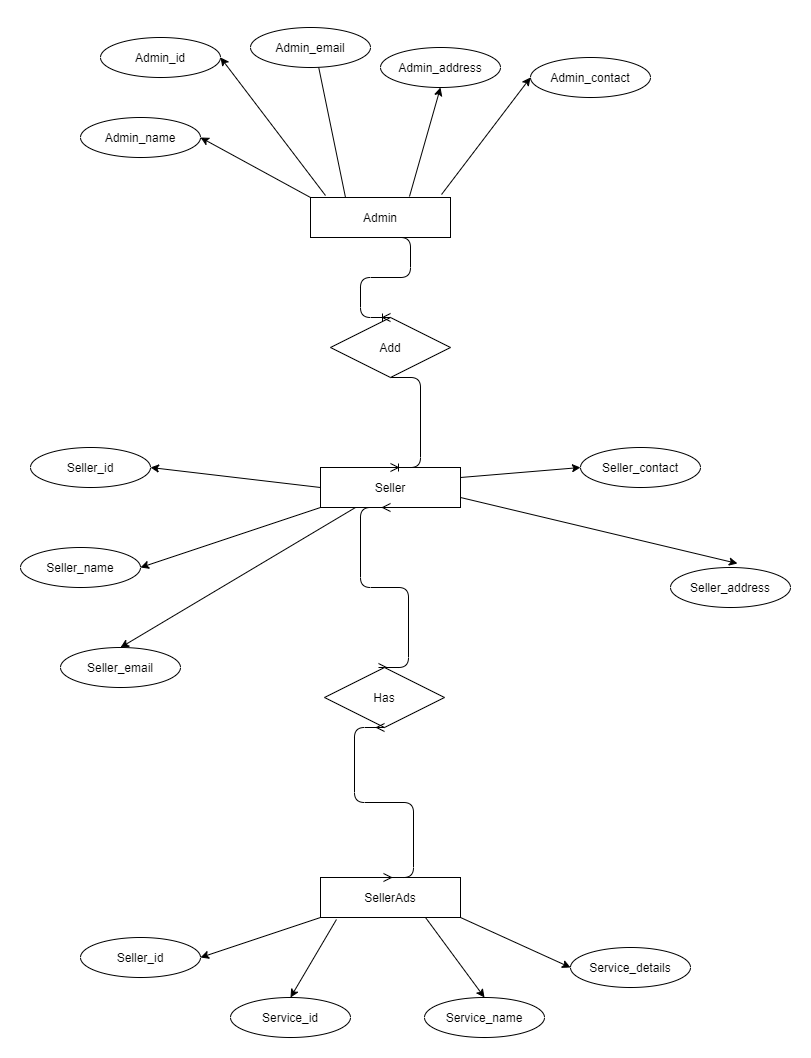 Admin_email
Admin_id
Admin_address
Admin_contact
Admin_name
Admin
Add
Seller_id
Seller_contact
Seller
Seller_name
Seller_address
Seller_email
Has
SellerAds
Seller_id
Service_details
Service_id
Service_name